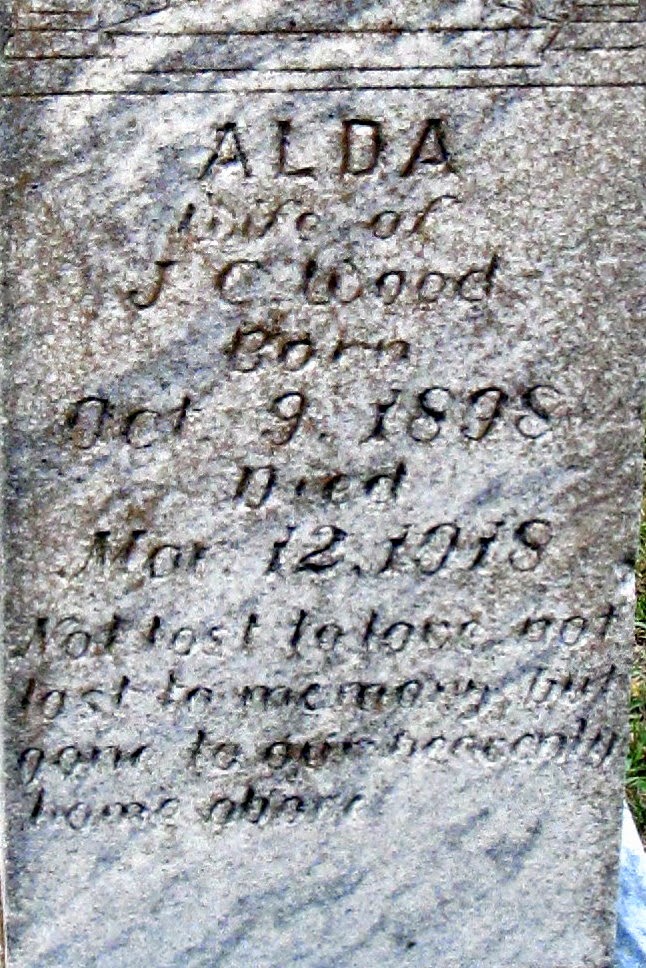 ALDA
Wife of
J C Wood
Born
Oct. 9, 1898
Died
Mar. 12, 1918
Not lost to love, not
lost to memory, but
gone to our heavenly
home above